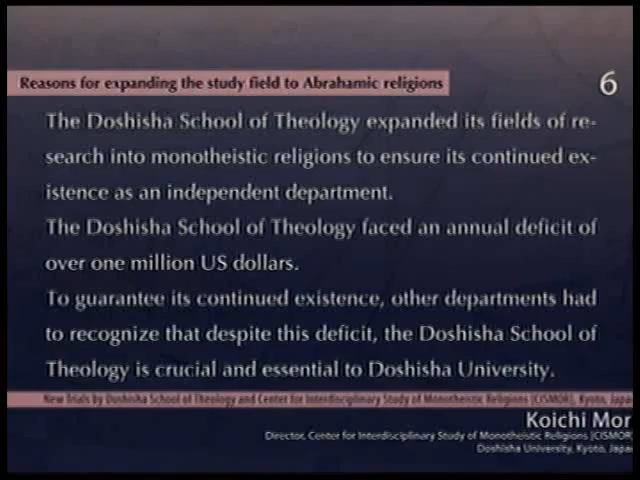 Reasons for expanding the study field to Abrahamic religions
6
The Doshisha School of Theology expanded its fields of re-
search into monotheistic religions to ensure its continued ex-
istence as an independent department.
The Doshisha School of Theology faced an annual deficit of
over one million US dollars.
To guarantee its continued existence, other departments had
to recognize that despite this deficit, the Doshisha School of
Theology is crucial and essential to Doshisha University.
New Trials by Doshisha School of Theology and Center for Interdisciplinary Study of Monotheistic Religions [CISMOR], Kyoto, Japa
Koichi Mor
Director, Center for Interdisciplinary Study of Monotheistic Religions [CISMOR]
Doshisha University, Kyoto, Japa